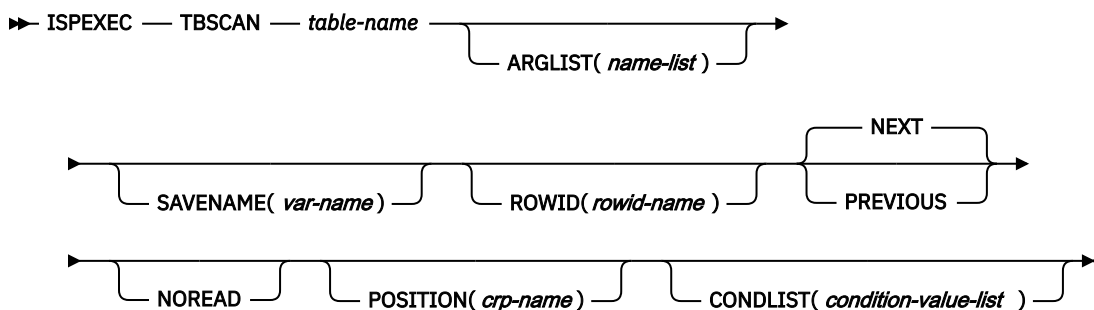 ISPEXEC TBSCAN table-name
ARGLIST( name-list )
NEXT
SAVENAME( var-name ) ROWID( rowid-name ) PREVIOUS
NOREAD POSITION( crp-name ) CONDLIST( condition-value-list )